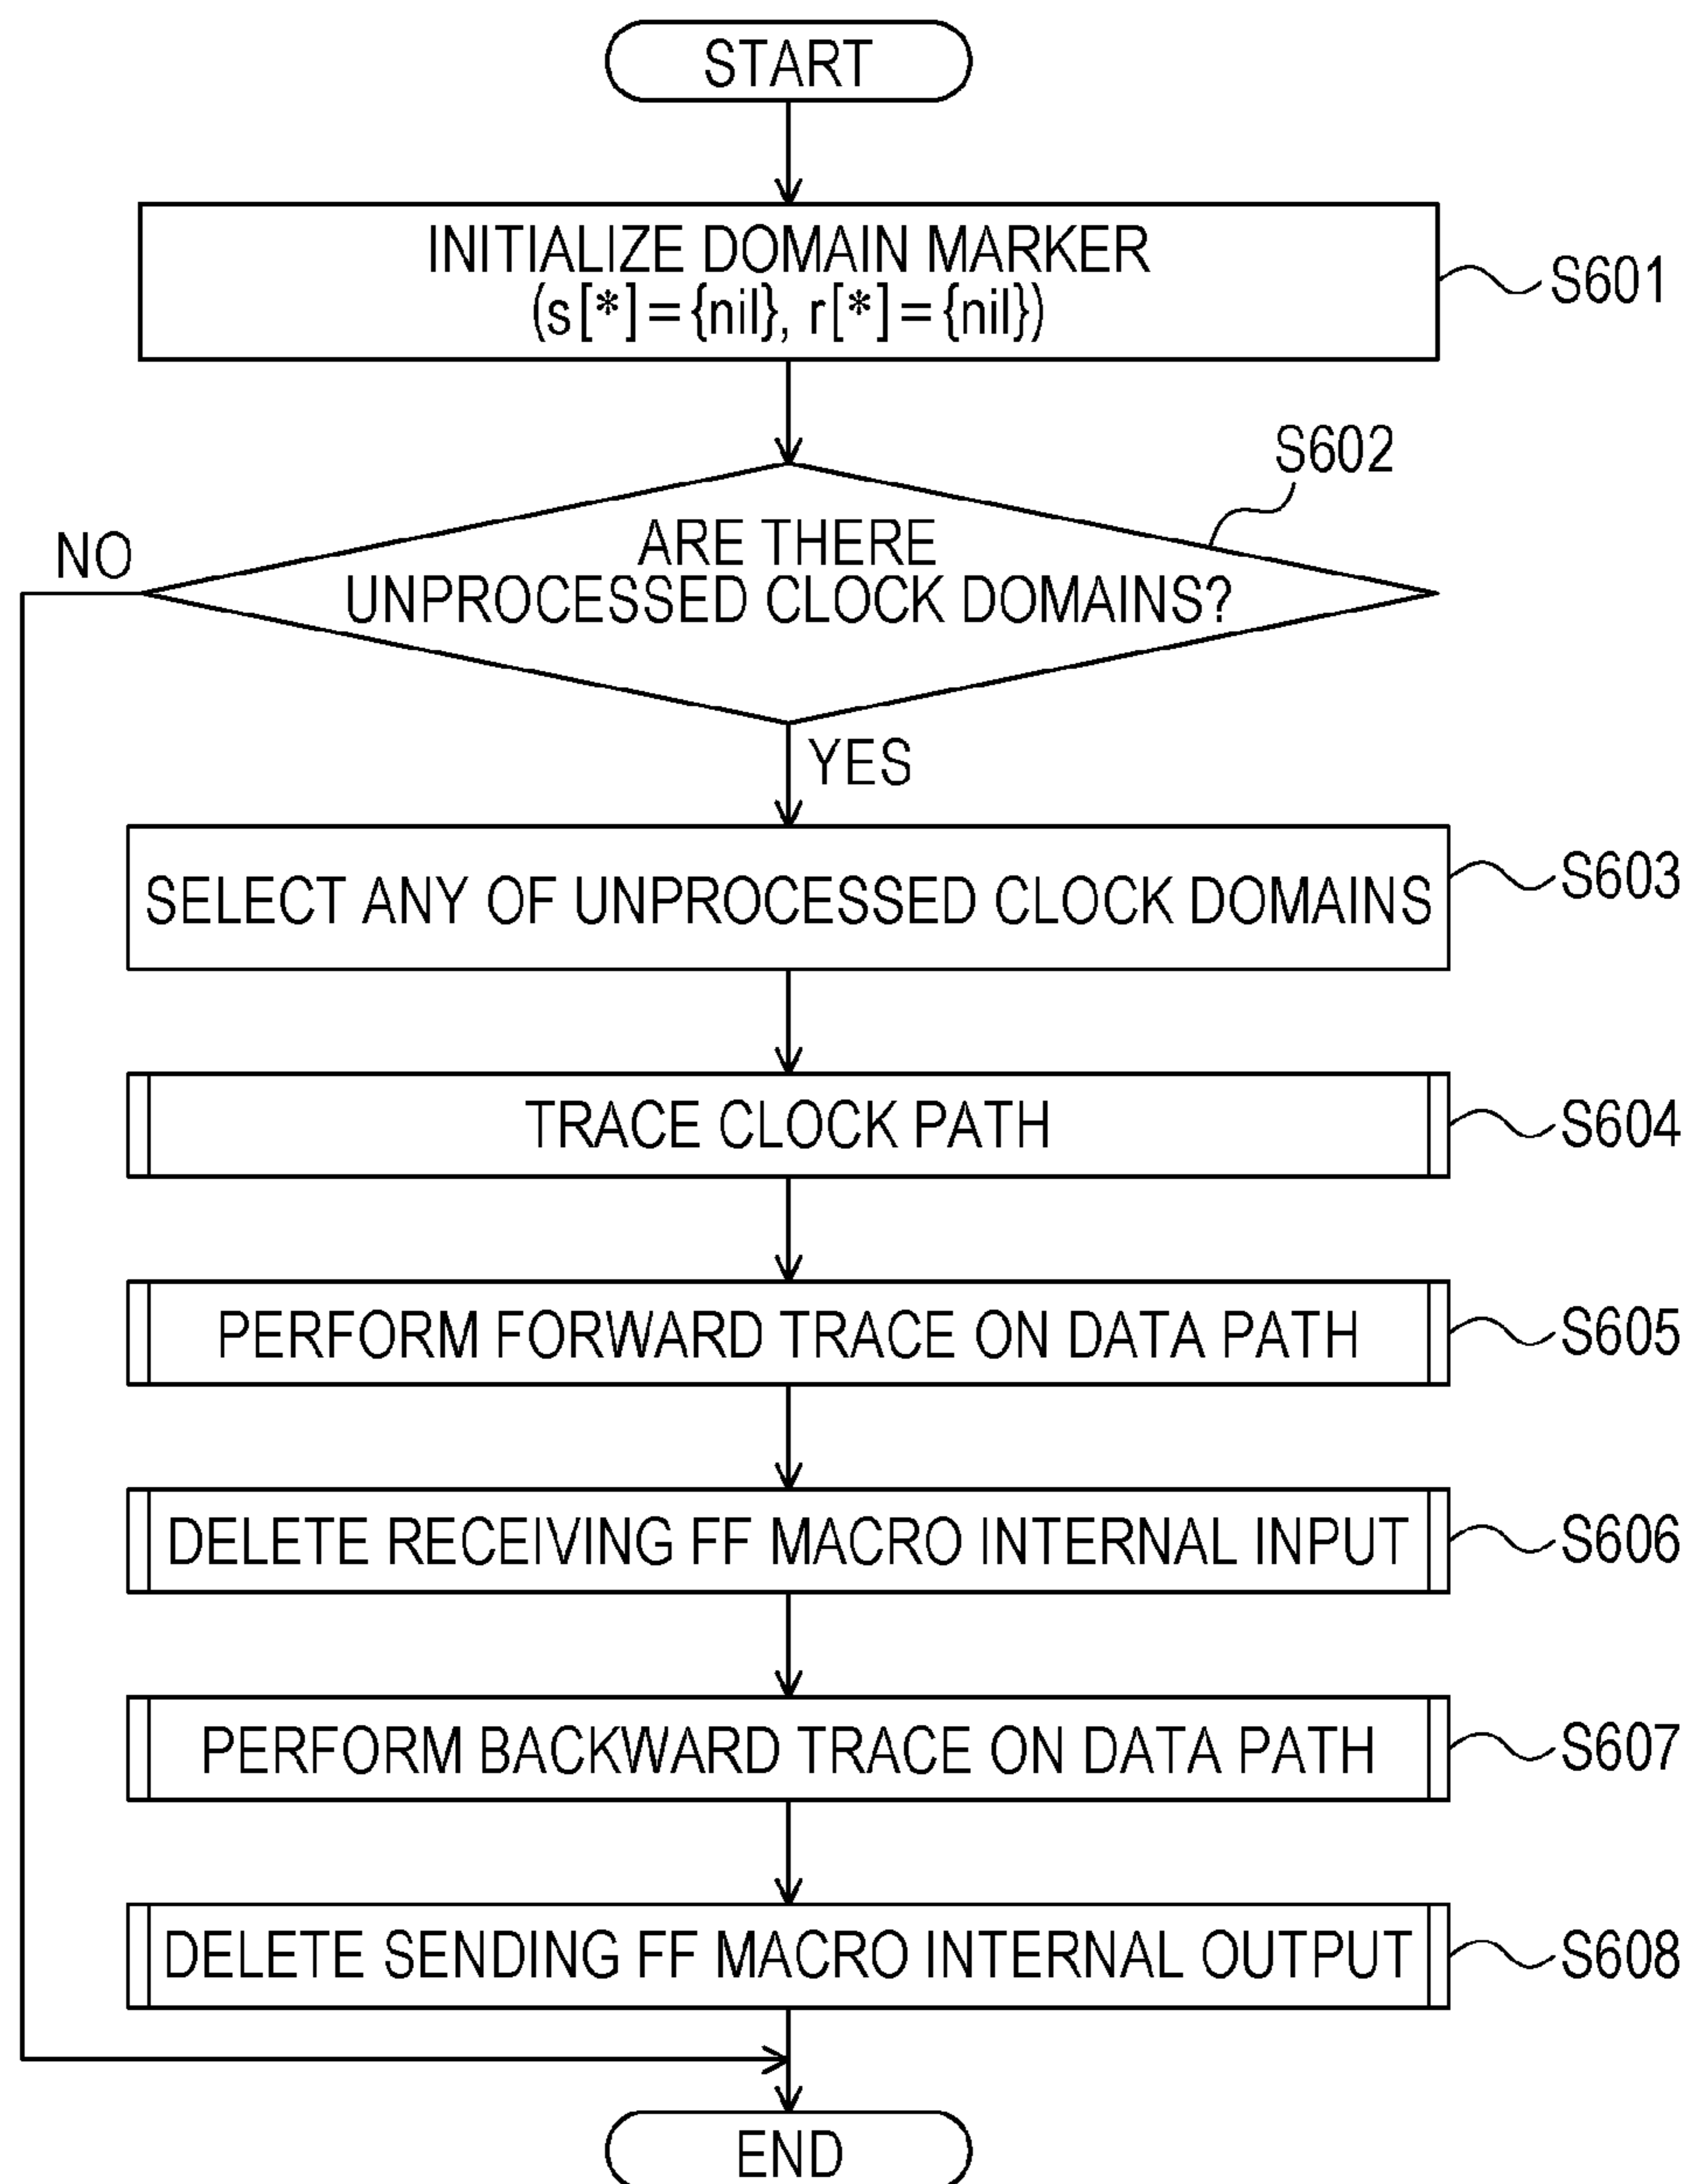 START
INITIALIZE DOMAIN MARKER
(s[*]={nil}, r[*]={nil})
S601
S602
ARE THERE
UNPROCESSED CLOCK DOMAINS?
NO
YES
SELECT ANY OF UNPROCESSED CLOCK DOMAINS
S603
TRACE CLOCK PATH
S604
PERFORM FORWARD TRACE ON DATA PATH
S605
DELETE RECEIVING FF MACRO INTERNAL INPUT
S606
PERFORM BACKWARD TRACE ON DATA PATH
S607
DELETE SENDING FF MACRO INTERNAL OUTPUT
S608
END